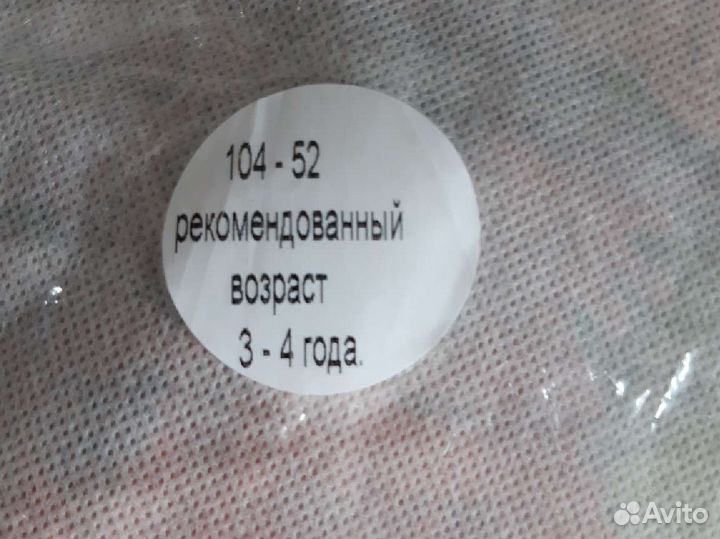 104 - 52
рекомендованный
возраст
3 - 4 года.
Avito